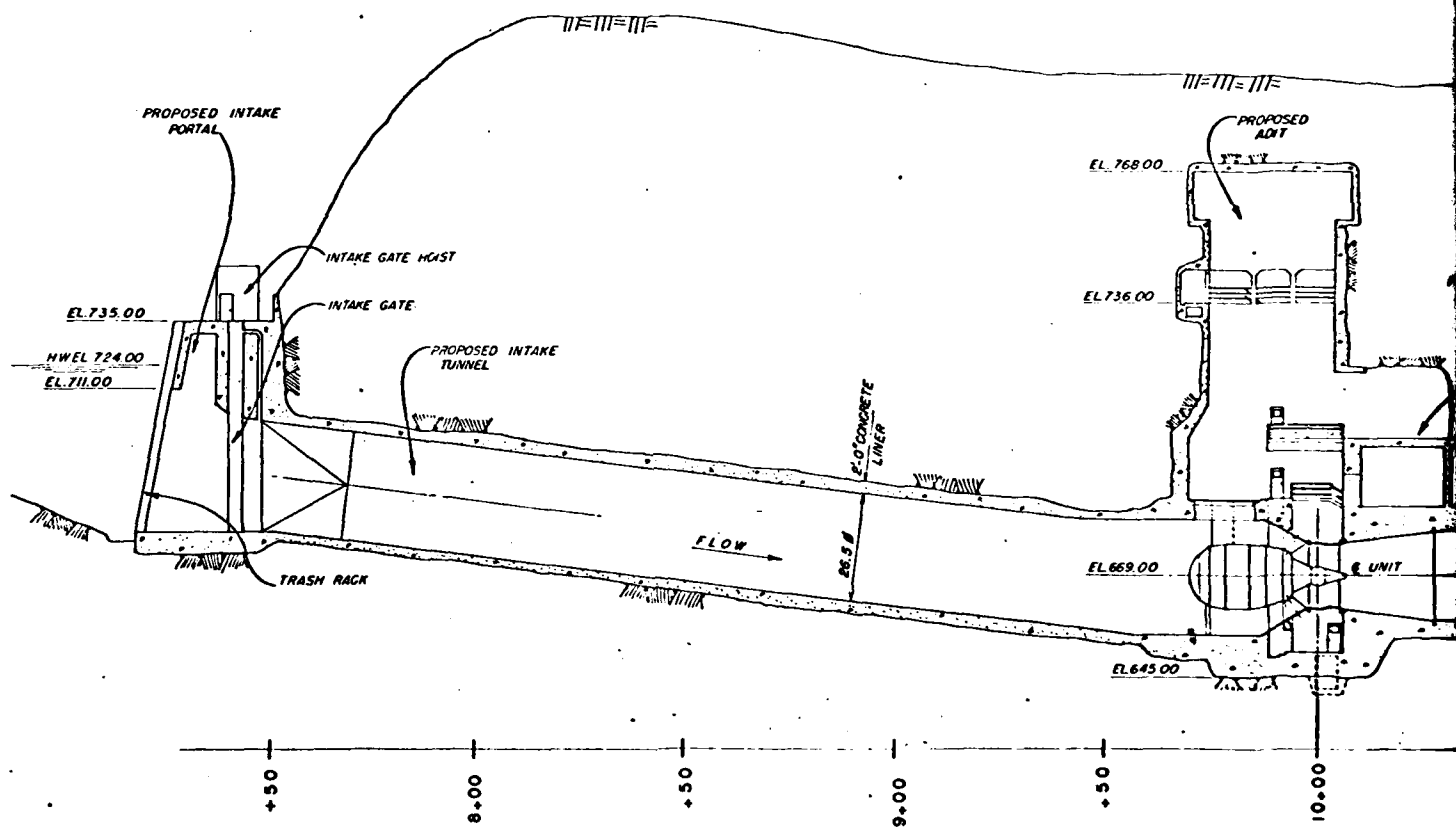 PROPOSED INTAKE
PORTAL
PROPOSED
ADIT
EL. 768.00
INTAKE GATE HOIST
INTAKE GATE
EL. 736.00
EL. 735.00
HWEL 724.00
EL. 711.00
PROPOSED INTAKE
TUNNEL
2'-0" CONCRETE
LINER
FLOW
26.5 Ø
TRASH RACK
EL 669.00
℄ UNIT
EL 645.00
+50
8+00
+50
9+00
+50
10+00